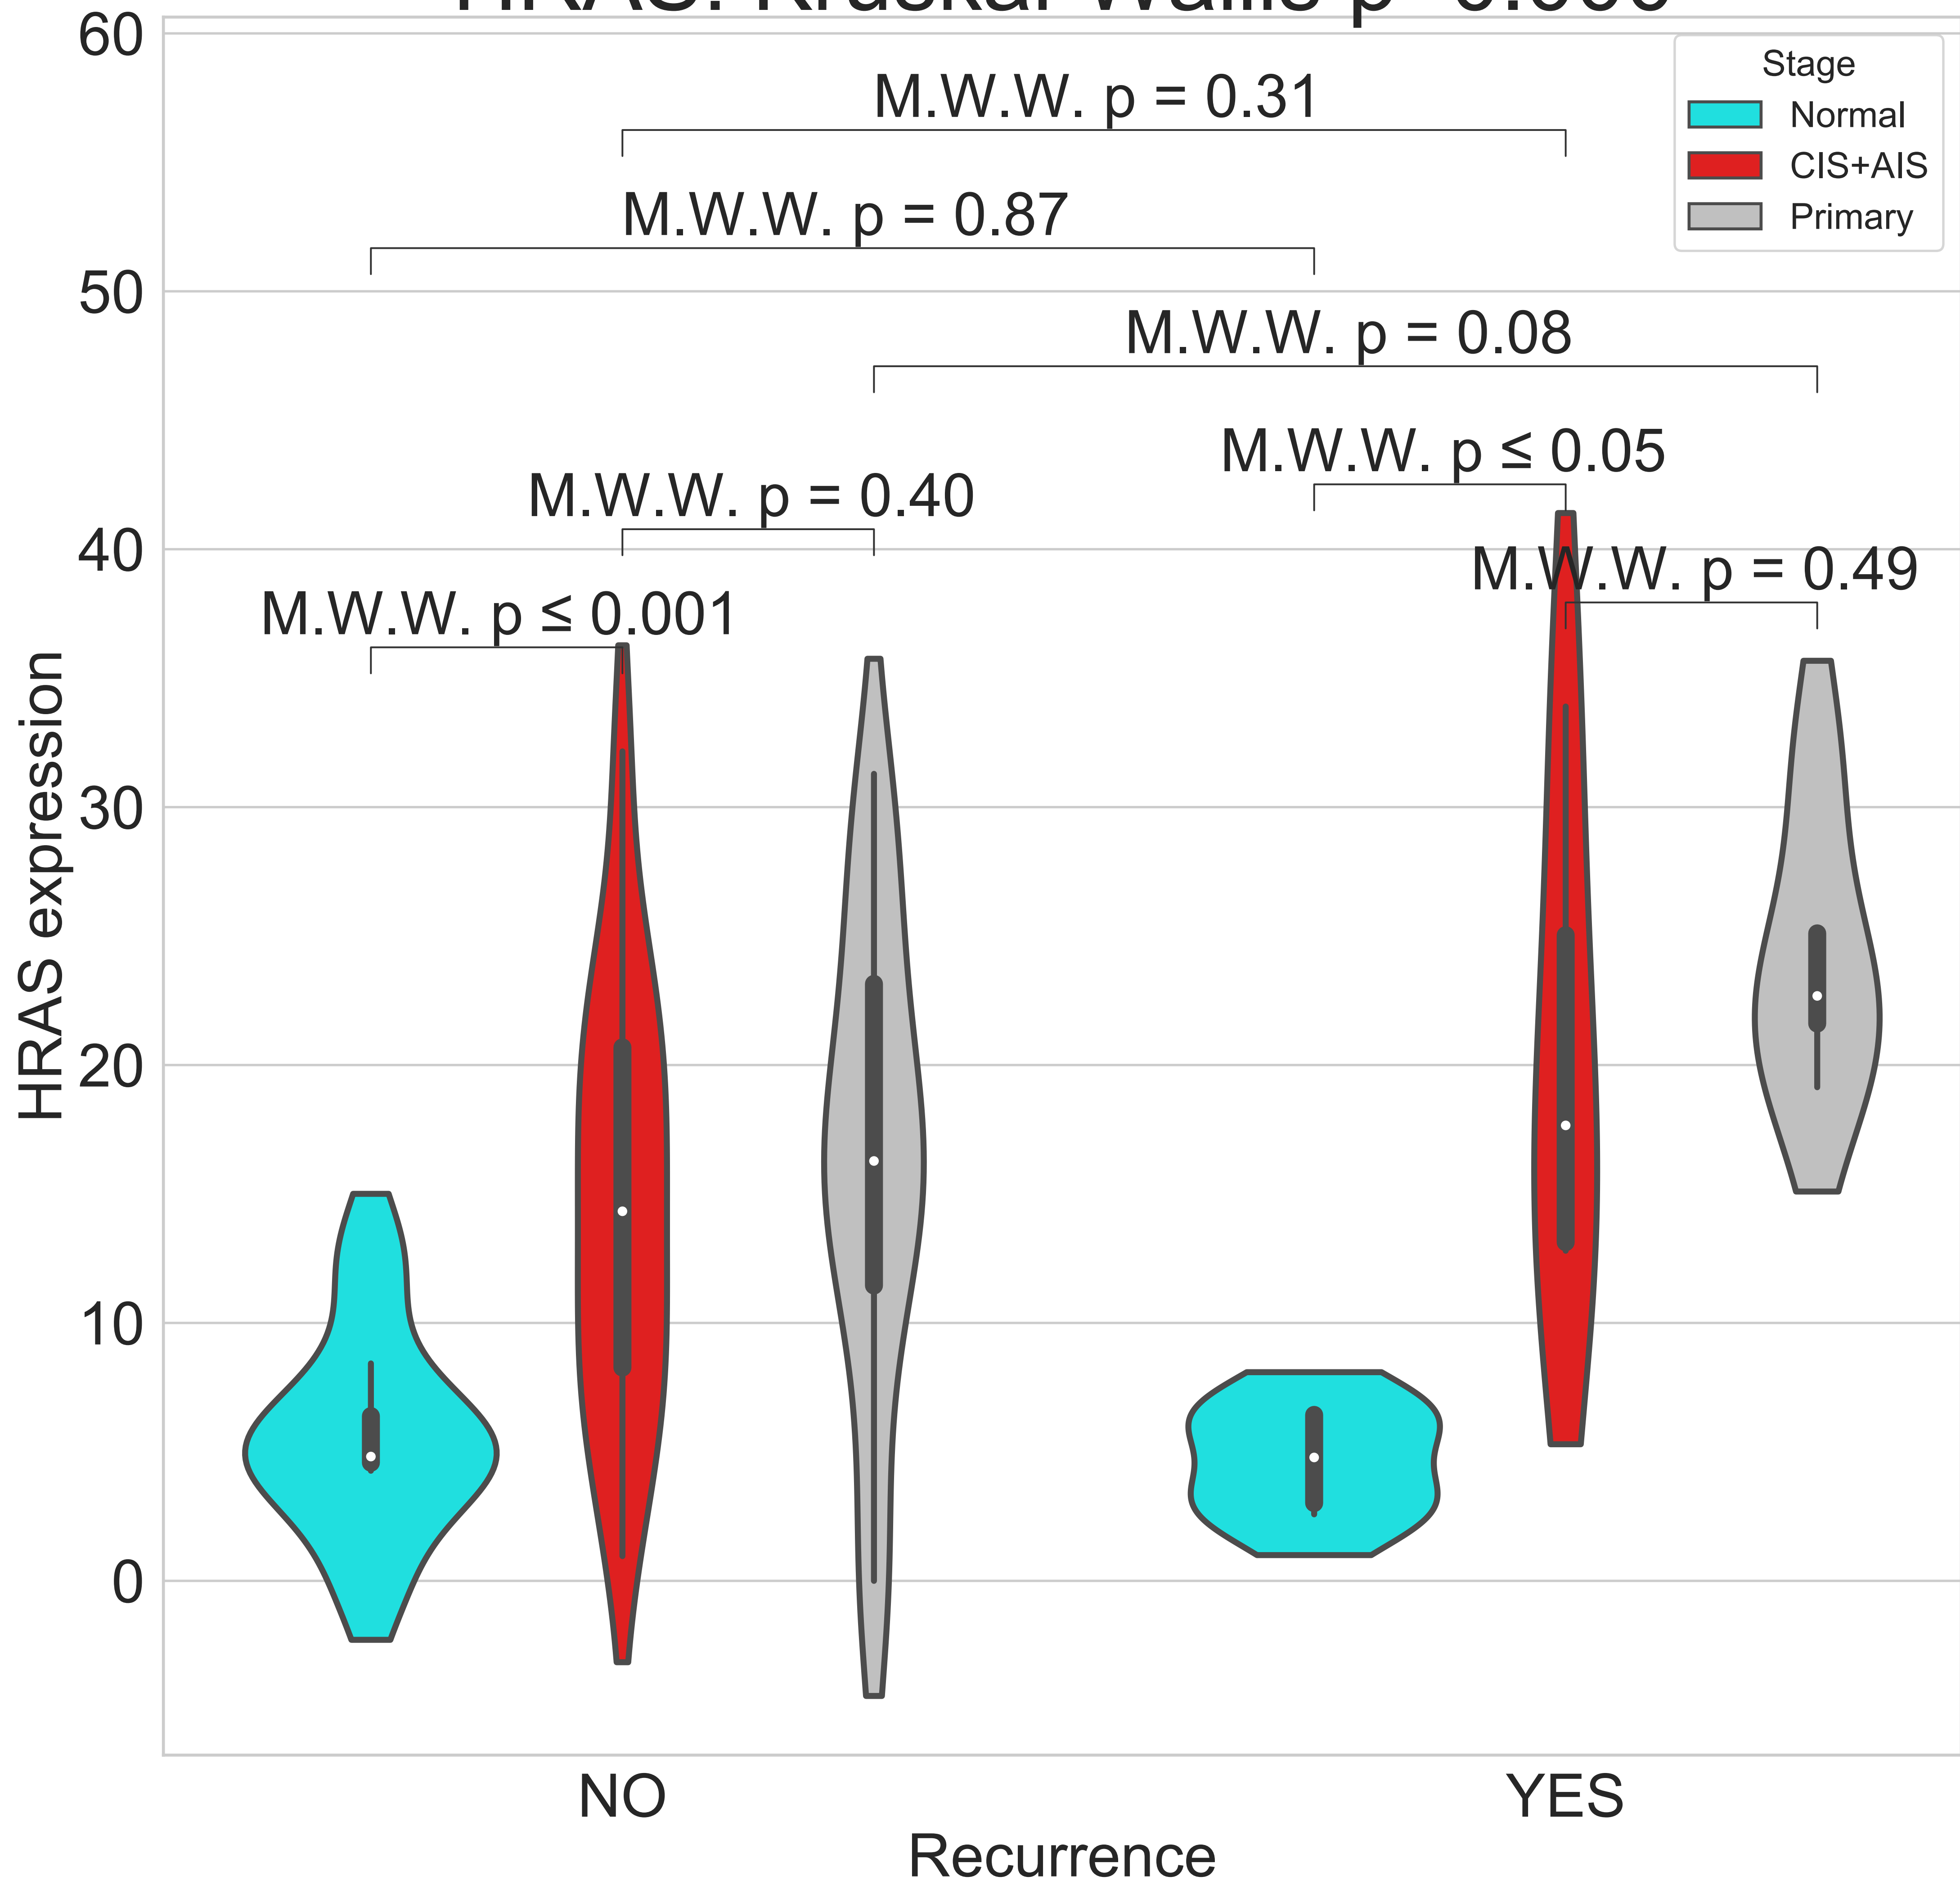 60
50
40
30
20
10
0
HRAS expression
M.W.W. p = 0.31
M.W.W. p = 0.87
M.W.W. p = 0.08
M.W.W. p ≤ 0.05
M.W.W. p = 0.40
M.W.W. p = 0.49
M.W.W. p ≤ 0.001
Stage
Normal
CIS+AIS
Primary
NO
YES
Recurrence